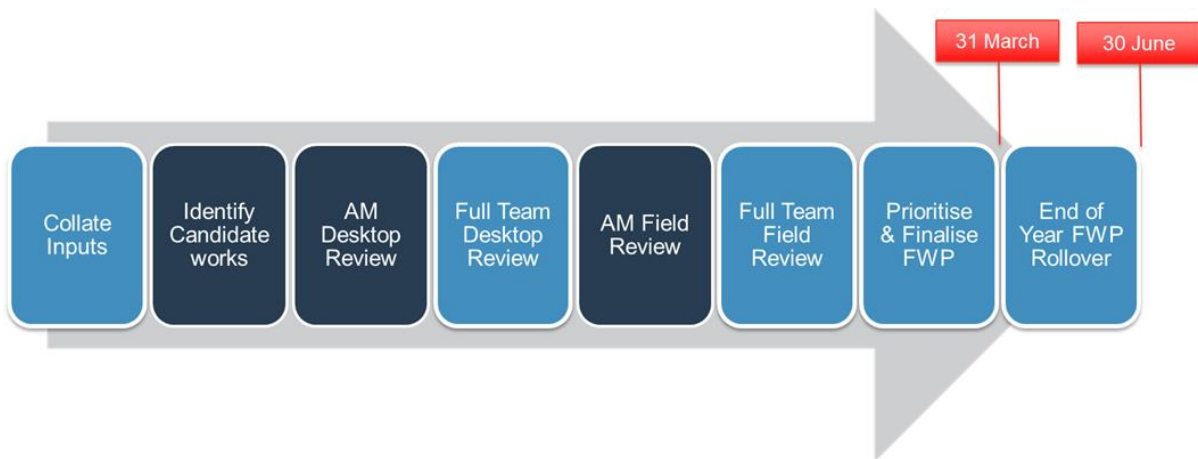 31 March
30 June
Collate
Inputs
Identify
Candidate
works
AM
Desktop
Review
Full Team
Desktop
Review
AM Field
Review
Full Team
Field
Review
Prioritise
& Finalise
FWP
End of
Year FWP
Rollover